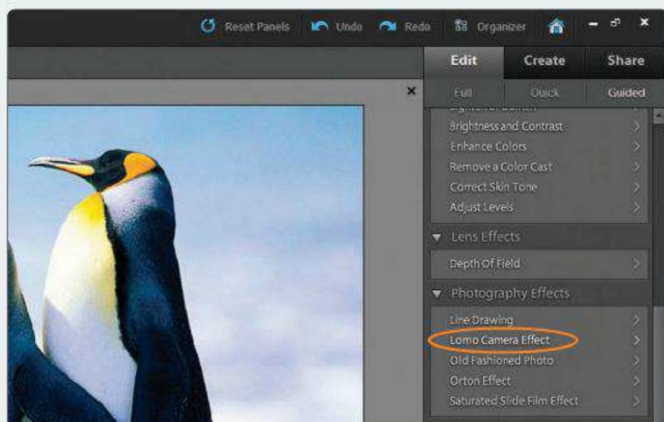 Reset Panels Undo Redo Organizer
Edit Create Share
Full Quick Guided
Brightness and Contrast
Enhance Colors
Remove a Color Cast
Correct Skin Tone
Adjust Levels
Lens Effects
Depth Of Field
Photography Effects
Line Drawing
Lomo Camera Effect
Old Fashioned Photo
Orton Effect
Saturated Slide Film Effect